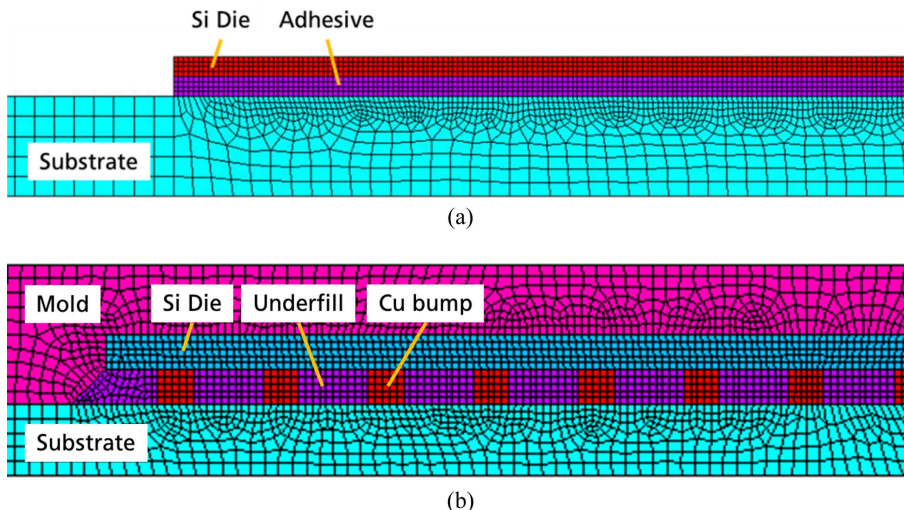 Si Die Adhesive
Substrate
(a)
Mold Si Die Underfill Cu bump
Substrate
(b)